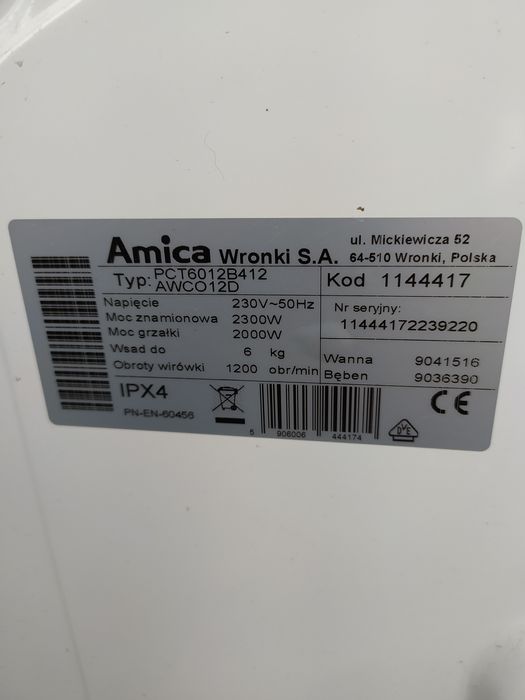 Amica Wronki S.A.
ul. Mickiewicza 52
64-510 Wronki, Polska
Typ: PCT6012B412
AWCO12D
Kod 1144417
Napięcie 230V~50Hz
Moc znamionowa 2300W
Moc grzałki 2000W
Wsad do 6 kg
Obroty wirówki 1200 obr/min
Nr seryjny:
11444172239220
Wanna 9041516
Bęben 9036390
IPX4
PN-EN-60456
5 906006 444174
DVE
CE